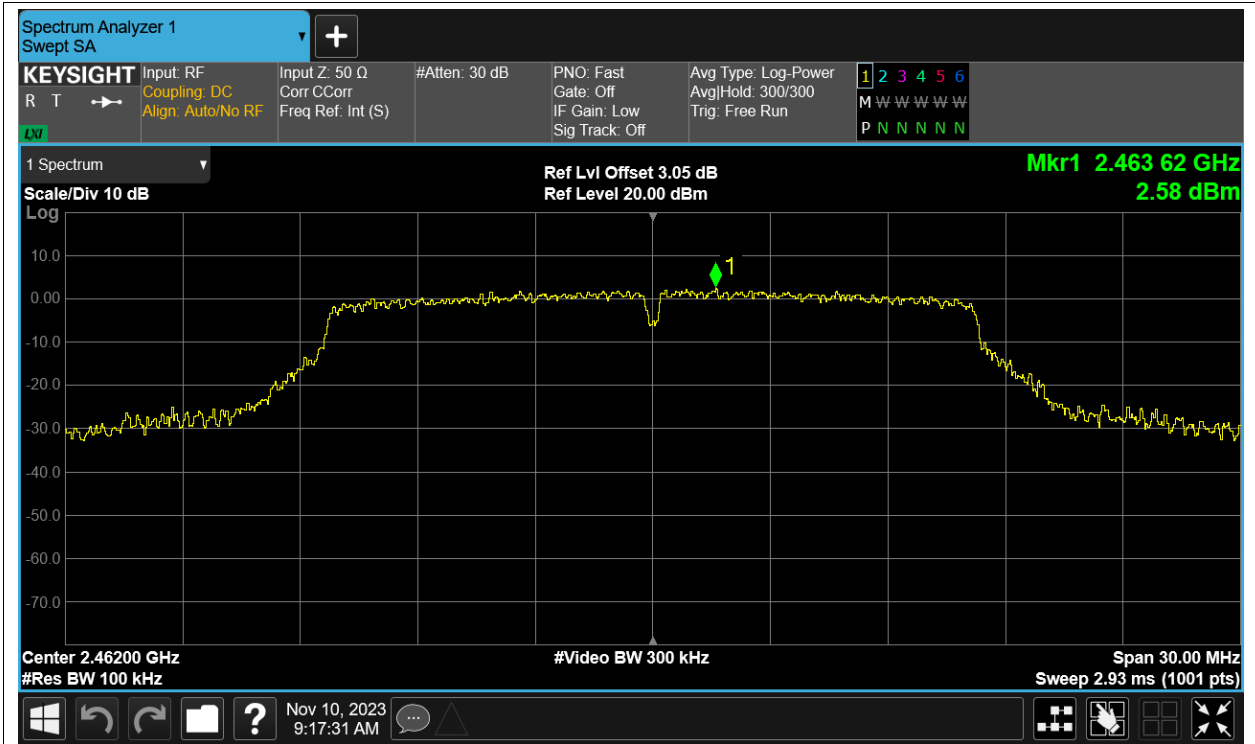 Spectrum Analyzer 1
Swept SA
KEYSIGHT
R T
LXI
Input: RF
Coupling: DC
Align: Auto/No RF
Input Z: 50 Ω
Corr CCorr
Freq Ref: Int (S)
#Atten: 30 dB
PNO: Fast
Gate: Off
IF Gain: Low
Sig Track: Off
Avg Type: Log-Power
Avg|Hold: 300/300
Trig: Free Run
1 2 3 4 5 6
M W W W W W
P N N N N N
1 Spectrum
Scale/Div 10 dB
Log
Ref Lvl Offset 3.05 dB
Ref Level 20.00 dBm
Mkr1 2.463 62 GHz
2.58 dBm
10.0
0.00
-10.0
-20.0
-30.0
-40.0
-50.0
-60.0
-70.0
1
Center 2.46200 GHz
#Res BW 100 kHz
#Video BW 300 kHz
Span 30.00 MHz
Sweep 2.93 ms (1001 pts)
?
Nov 10, 2023
9:17:31 AM